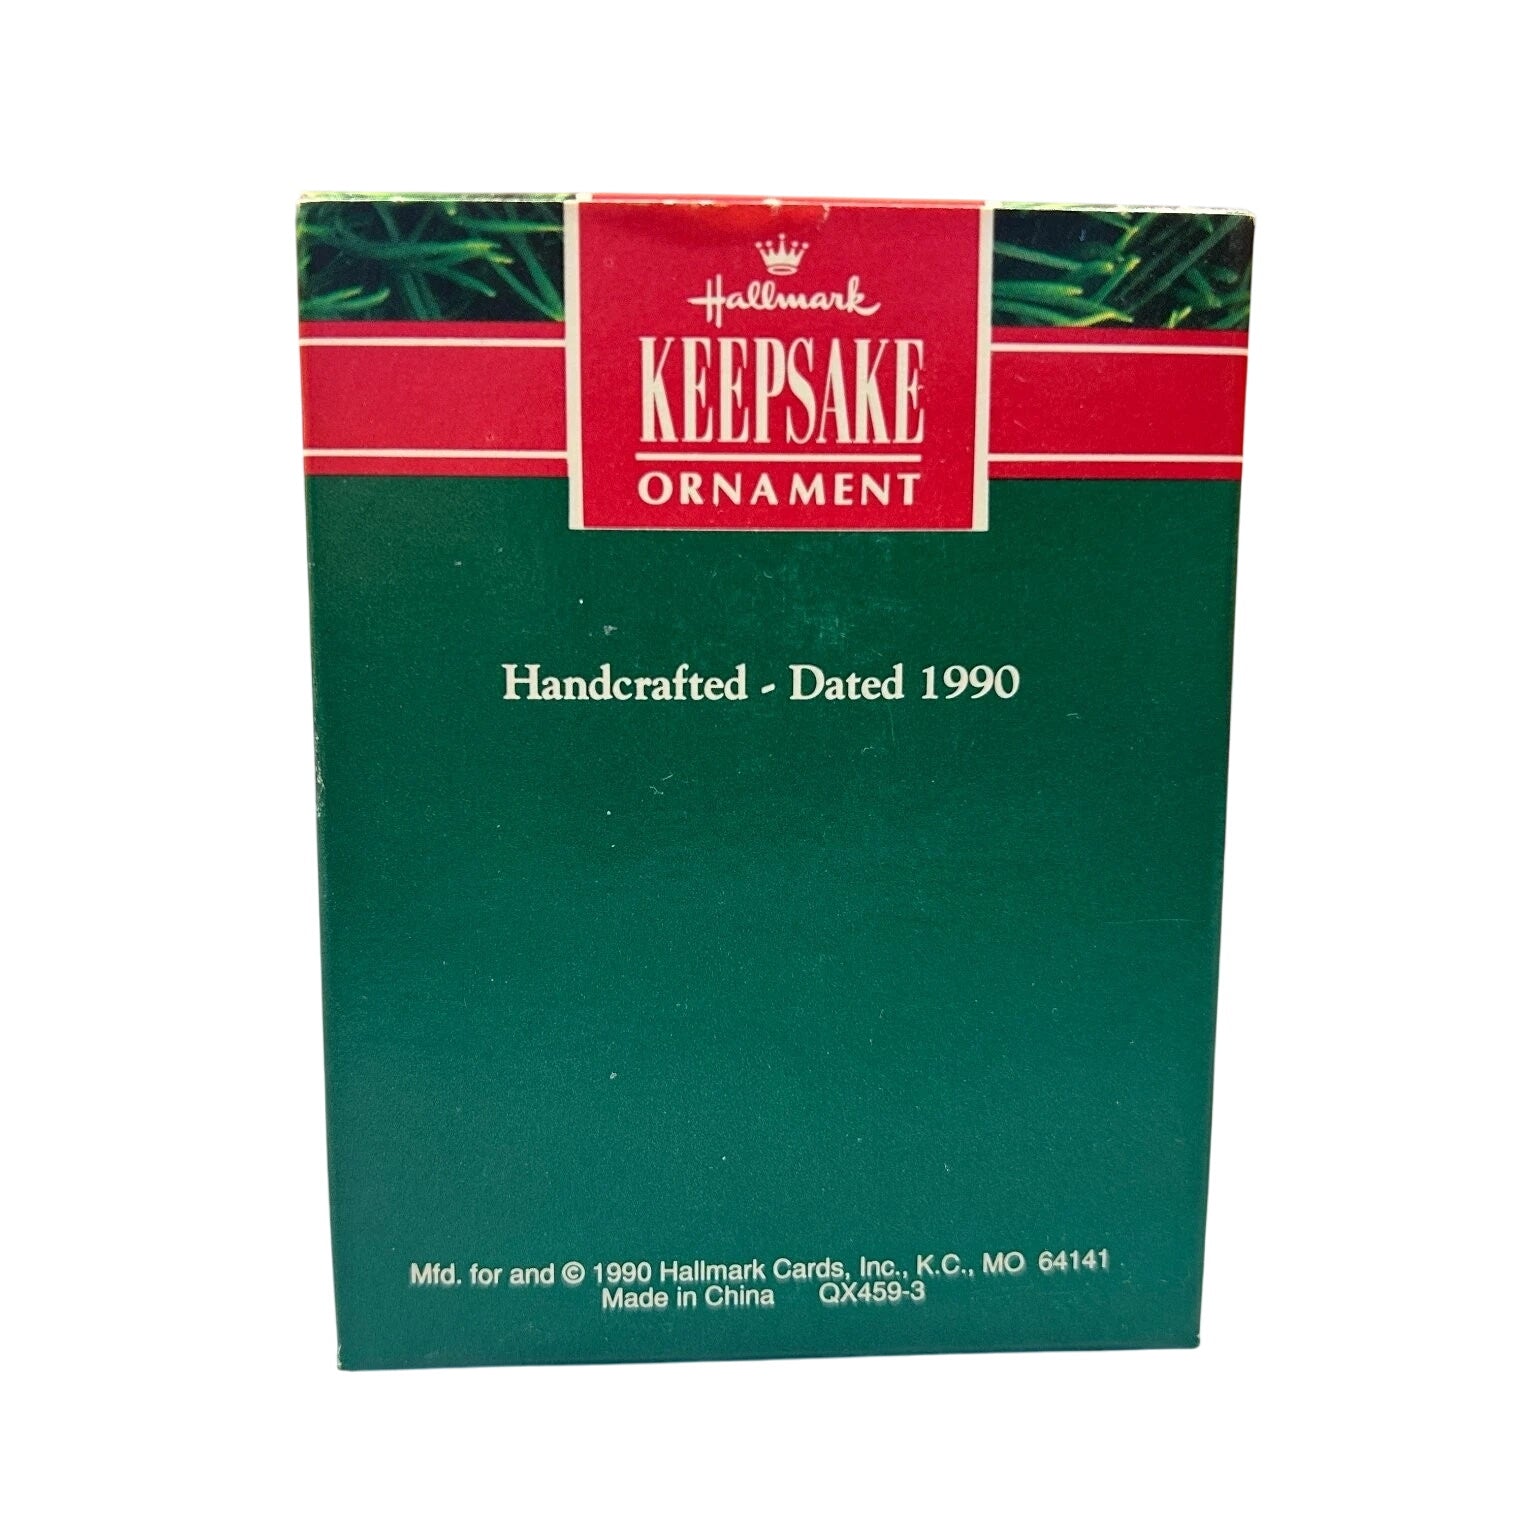 Hallmark
KEEPSAKE
ORNAMENT
Handcrafted - Dated 1990
Mfd. for and © 1990 Hallmark Cards, Inc., K.C., MO 64141
Made in China QX459-3